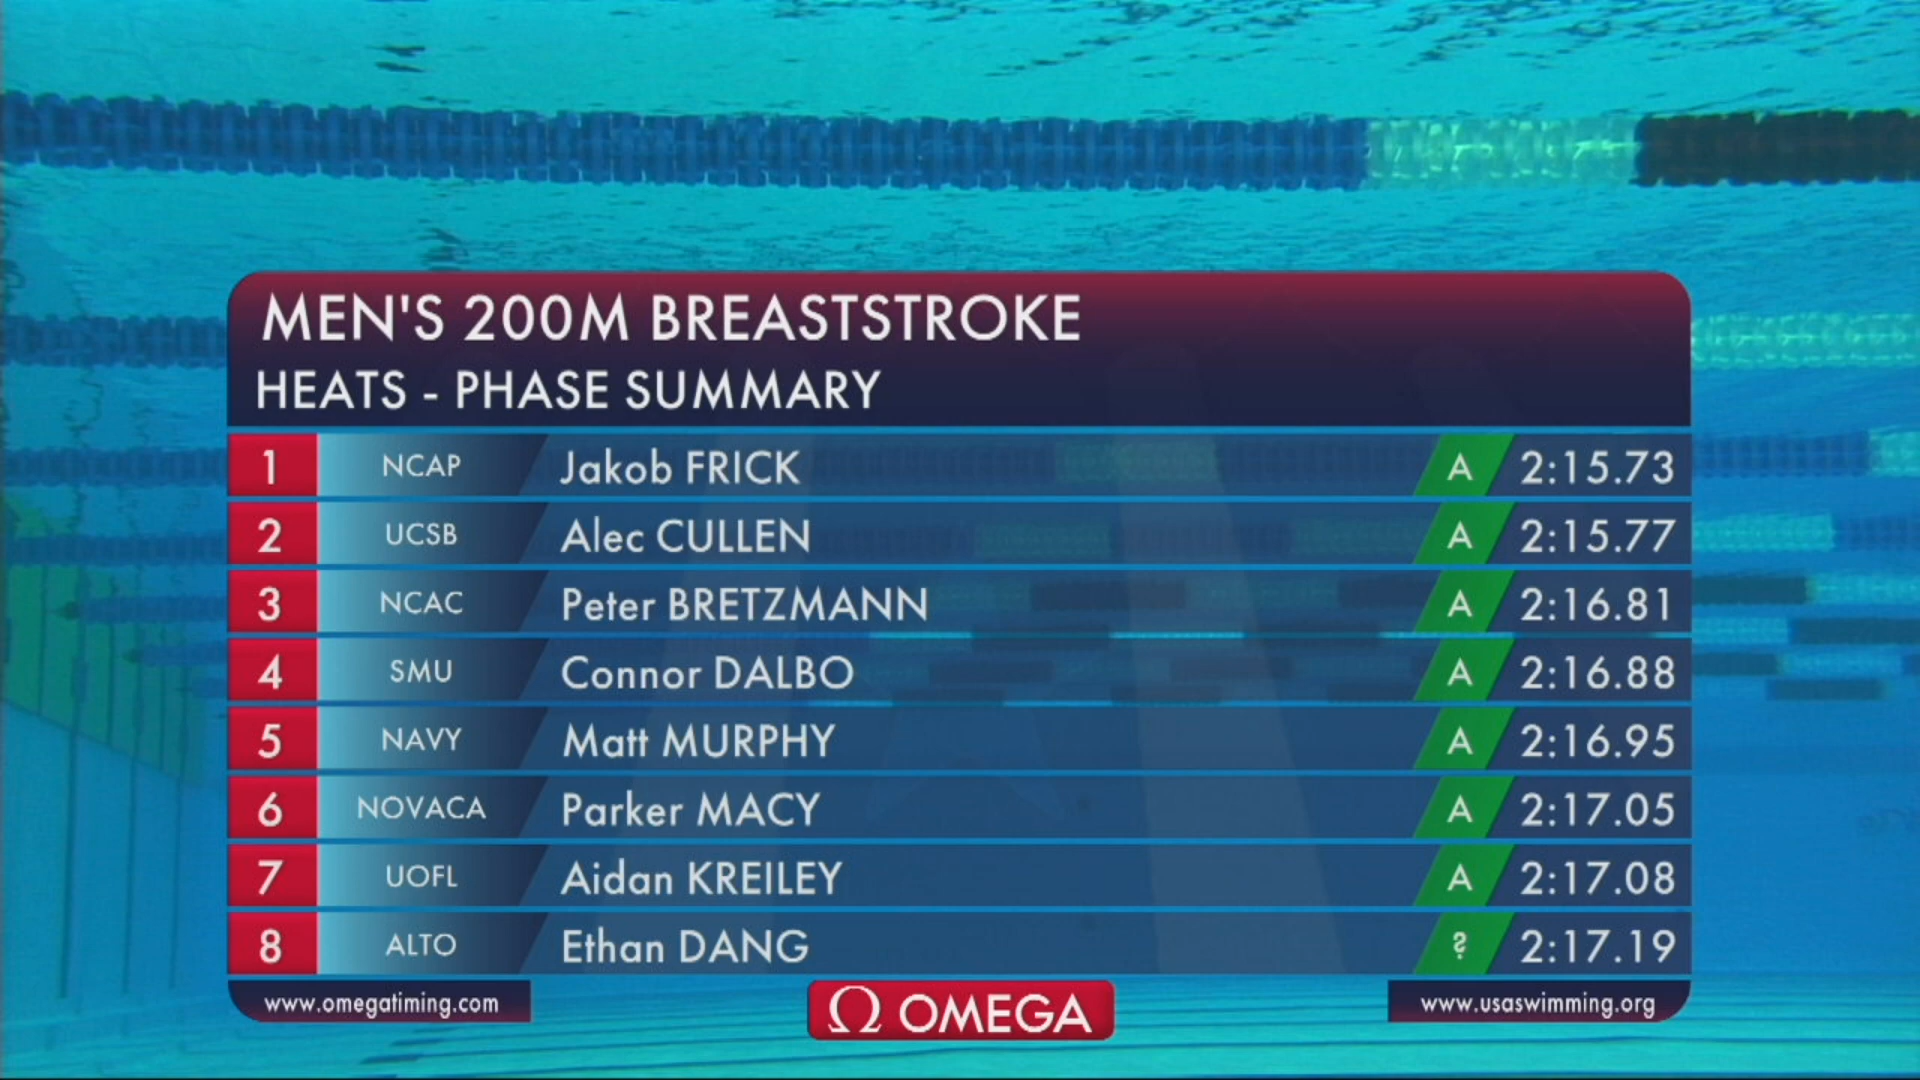 MEN'S 200M BREASTSTROKE
HEATS - PHASE SUMMARY
1 NCAP Jakob FRICK A 2:15.73
2 UCSB Alec CULLEN A 2:15.77
3 NCAC Peter BRETZMANN A 2:16.81
4 SMU Connor DALBO A 2:16.88
5 NAVY Matt MURPHY A 2:16.95
6 NOVACA Parker MACY A 2:17.05
7 UOFL Aidan KREILEY A 2:17.08
8 ALTO Ethan DANG ? 2:17.19
www.omegatiming.com Ω OMEGA www.usaswimming.org